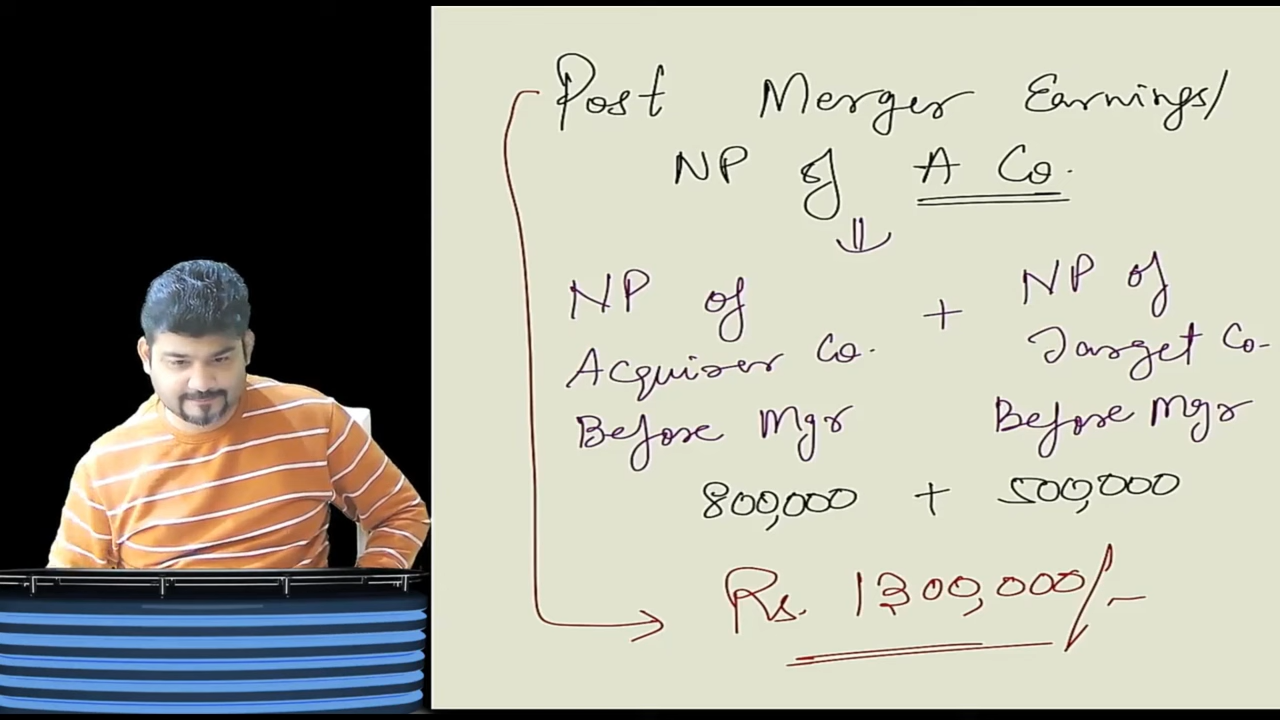 Post Merger Earnings/
NP of A Co.
⇓
NP of Acquirer Co. Before Mgr + NP of Target Co. Before Mgr
800,000 + 500,000
Rs. 1300,000/-